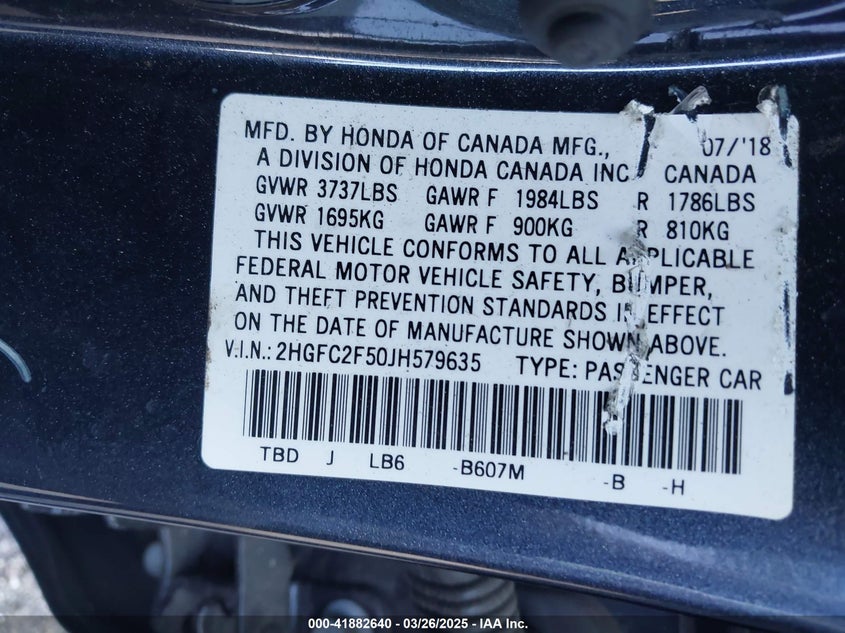 MFD. BY HONDA OF CANADA MFG., 07/'18
A DIVISION OF HONDA CANADA INC CANADA
GVWR 3737LBS GAWR F 1984LBS R 1786LBS
GVWR 1695KG GAWR F 900KG R 810KG
THIS VEHICLE CONFORMS TO ALL APPLICABLE
FEDERAL MOTOR VEHICLE SAFETY, BUMPER,
AND THEFT PREVENTION STANDARDS IN EFFECT
ON THE DATE OF MANUFACTURE SHOWN ABOVE.
V.I.N.: 2HGFC2F50JH579635 TYPE: PASSENGER CAR
TBD J LB6 -B607M -B -H
000-41882640 - 03/26/2025 - IAA Inc.